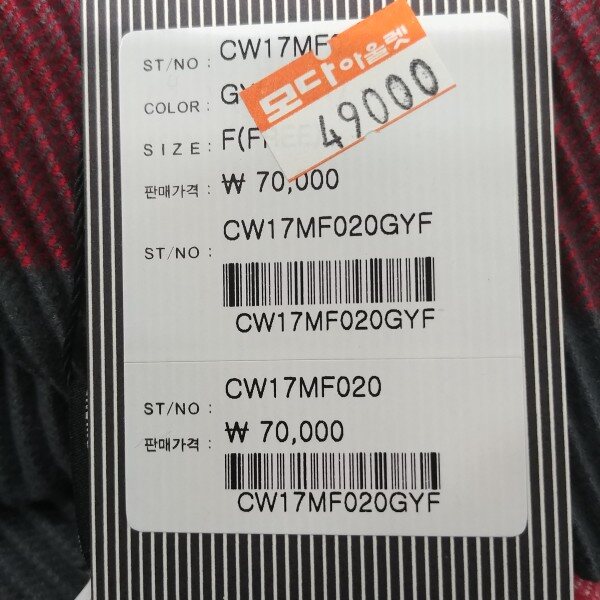 ST/NO : CW17MF
모다아울렛
COLOR : GY
49000
SIZE : F(F
판매가격 : ₩ 70,000
ST/NO : CW17MF020GYF
CW17MF020GYF
ST/NO : CW17MF020
판매가격 : ₩ 70,000
CW17MF020GYF